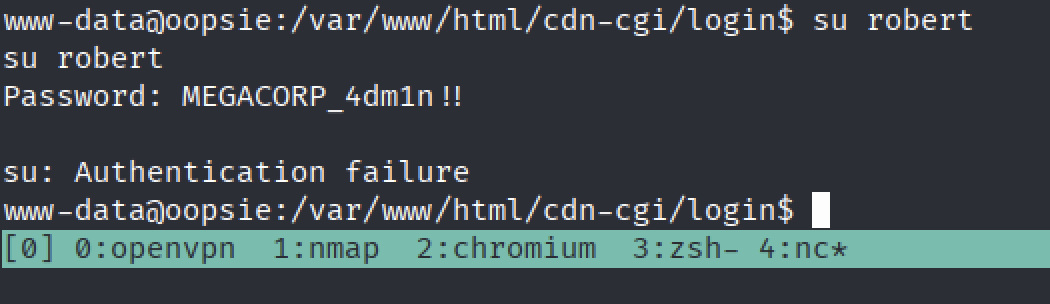 www-data@oopsie:/var/www/html/cdn-cgi/login$ su robert
su robert
Password: MEGACORP_4dm1n!!
su: Authentication failure
www-data@oopsie:/var/www/html/cdn-cgi/login$
[0] 0:openvpn  1:nmap  2:chromium  3:zsh- 4:nc*